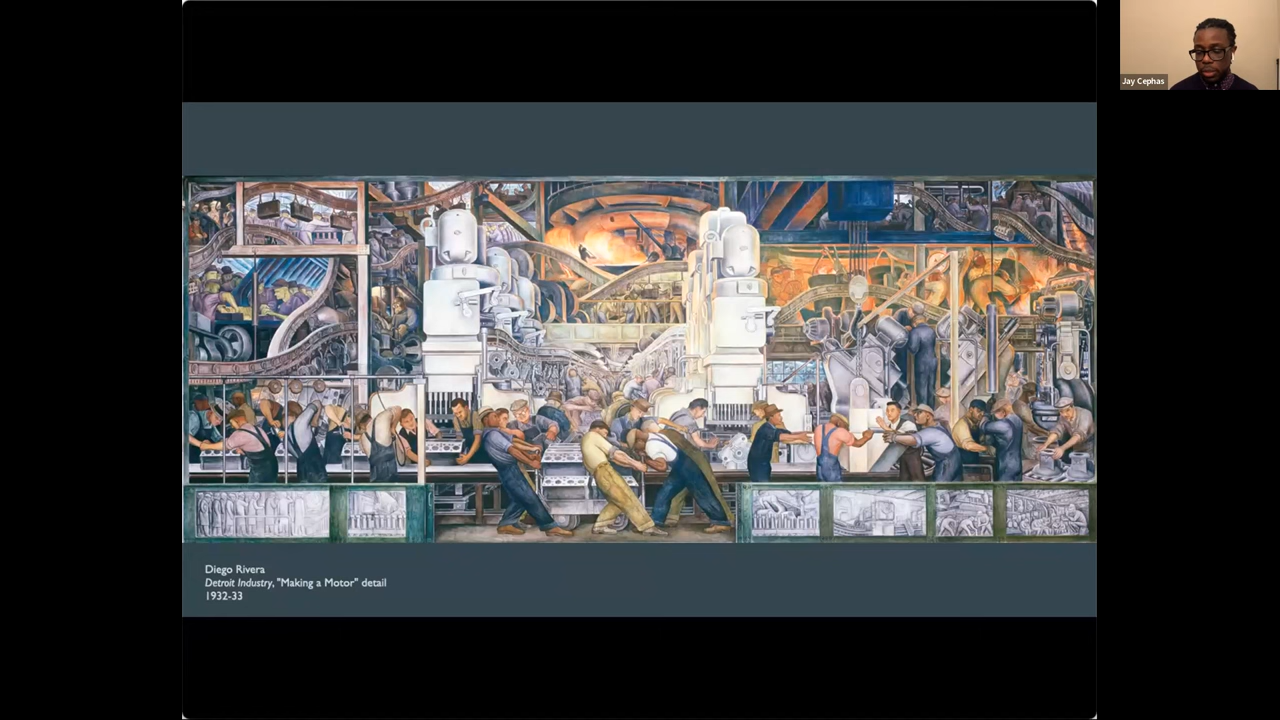 Jay Cephas
Diego Rivera
Detroit Industry, "Making a Motor" detail
1932-33